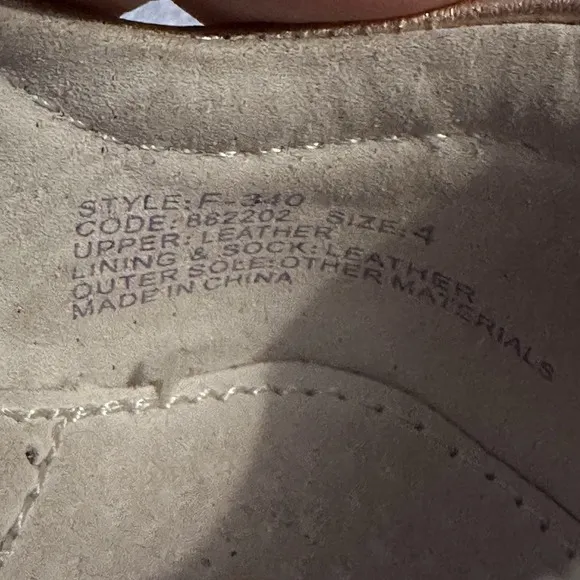 STYLE: F-340
CODE: 862202 SIZE: 4
UPPER: LEATHER
LINING & SOCK: LEATHER
OUTER SOLE: OTHER MATERIALS
MADE IN CHINA